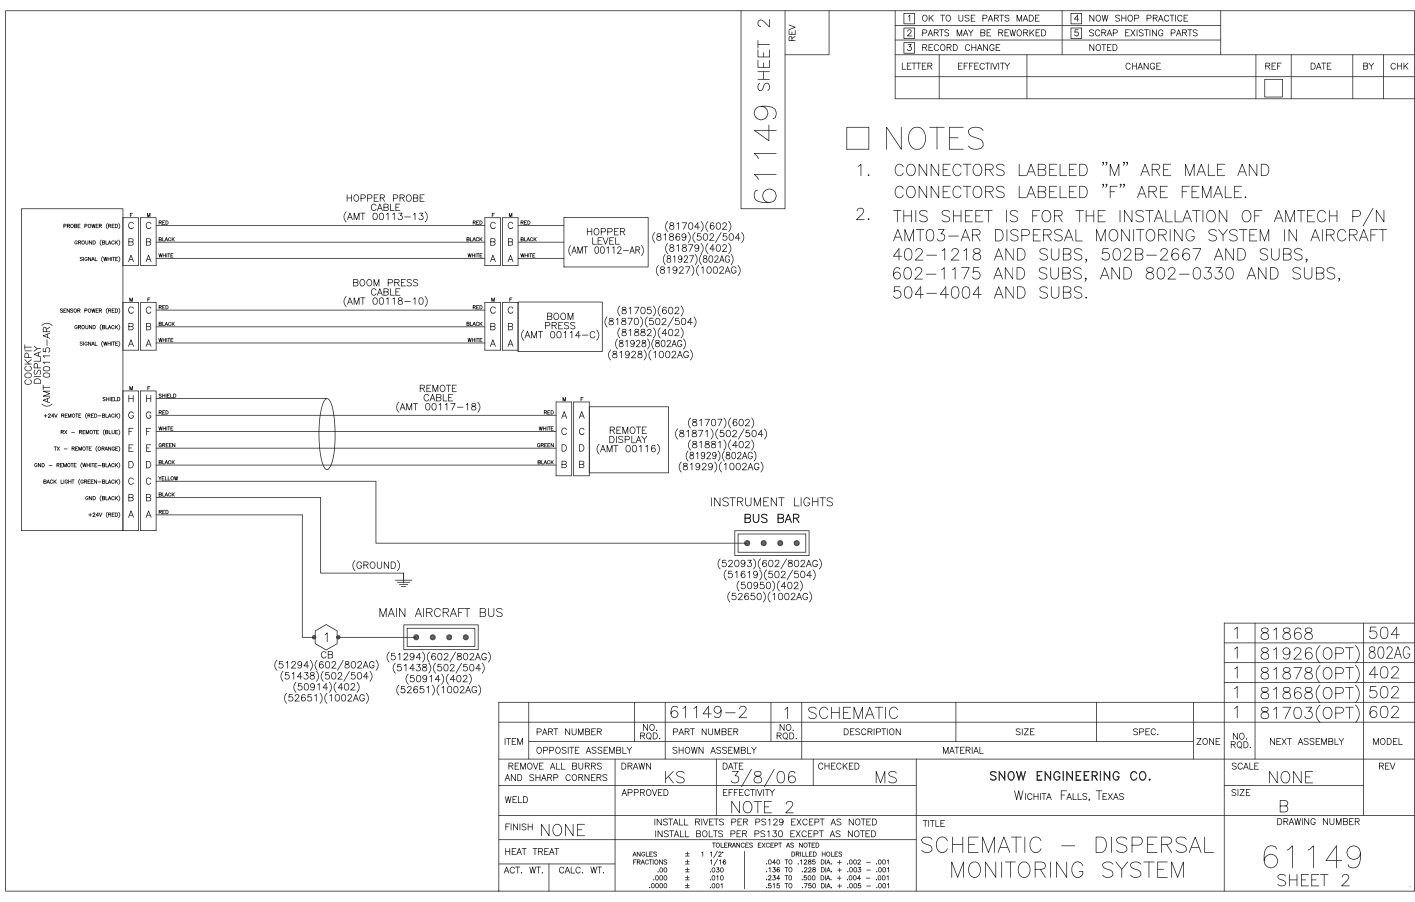 61149 SHEET 2
REV
1 OK TO USE PARTS MADE
2 PARTS MAY BE REWORKED
3 RECORD CHANGE
4 NOW SHOP PRACTICE
5 SCRAP EXISTING PARTS
NOTED
LETTER EFFECTIVITY CHANGE REF DATE BY CHK
NOTES
1. CONNECTORS LABELED "M" ARE MALE AND
CONNECTORS LABELED "F" ARE FEMALE.
2. THIS SHEET IS FOR THE INSTALLATION OF AMTECH P/N
AMT03-AR DISPERSAL MONITORING SYSTEM IN AIRCRAFT
402-1218 AND SUBS, 502B-2667 AND SUBS,
602-1175 AND SUBS, AND 802-0330 AND SUBS,
504-4004 AND SUBS.
COCKPIT
DISPLAY
(AMT 00115-AR)
HOPPER PROBE
CABLE
(AMT 00113-13)
F M F M
PROBE POWER (RED) C C RED RED C C RED
GROUND (BLACK) B B BLACK BLACK B B BLACK
SIGNAL (WHITE) A A WHITE WHITE A A WHITE
HOPPER
LEVEL
(AMT 00112-AR)
(81704)(602)
(81869)(502/504)
(81879)(402)
(81927)(802AG)
(81927)(1002AG)
BOOM PRESS
CABLE
(AMT 00118-10)
M F M F
SENSOR POWER (RED) C C RED RED C C
GROUND (BLACK) B B BLACK BLACK B B
SIGNAL (WHITE) A A WHITE WHITE A A
BOOM
PRESS
(AMT 00114-C)
(81705)(602)
(81870)(502/504)
(81882)(402)
(81928)(802AG)
(81928)(1002AG)
REMOTE
CABLE
(AMT 00117-18)
M F
SHIELD H H SHIELD
+24V REMOTE (RED-BLACK) G G RED
RX - REMOTE (BLUE) F F WHITE
TX - REMOTE (ORANGE) E E GREEN
GND - REMOTE (WHITE-BLACK) D D BLACK
BACK LIGHT (GREEN-BLACK) C C YELLOW
GND (BLACK) B B BLACK
+24V (RED) A A RED
M F
RED A A
WHITE C C
GREEN D D
BLACK B B
REMOTE
DISPLAY
(AMT 00116)
(81707)(602)
(81871)(502/504)
(81881)(402)
(81929)(802AG)
(81929)(1002AG)
INSTRUMENT LIGHTS
BUS BAR
(52093)(602/802AG)
(51619)(502/504)
(50950)(402)
(52650)(1002AG)
(GROUND)
MAIN AIRCRAFT BUS
1
CB
(51294)(602/802AG)
(51438)(502/504)
(50914)(402)
(52651)(1002AG)
(51294)(602/802AG)
(51438)(502/504)
(50914)(402)
(52651)(1002AG)
1 81868 504
1 81926(OPT) 802AG
1 81878(OPT) 402
1 81868(OPT) 502
61149-2 1 SCHEMATIC 1 81703(OPT) 602
ITEM PART NUMBER NO. RQD. PART NUMBER NO. RQD. DESCRIPTION SIZE SPEC. ZONE NO. RQD. NEXT ASSEMBLY MODEL
OPPOSITE ASSEMBLY SHOWN ASSEMBLY MATERIAL
REMOVE ALL BURRS
AND SHARP CORNERS
DRAWN KS
DATE 3/8/06
CHECKED MS
SNOW ENGINEERING CO.
WICHITA FALLS, TEXAS
SCALE NONE
REV
WELD
APPROVED
EFFECTIVITY NOTE 2
SIZE B
FINISH NONE
INSTALL RIVETS PER PS129 EXCEPT AS NOTED
INSTALL BOLTS PER PS130 EXCEPT AS NOTED
TITLE
SCHEMATIC - DISPERSAL
MONITORING SYSTEM
DRAWING NUMBER
61149
SHEET 2
HEAT TREAT
ACT. WT. CALC. WT.
TOLERANCES EXCEPT AS NOTED
ANGLES ± 1 1/2° DRILLED HOLES
FRACTIONS ± 1/16 .040 TO .1285 DIA. + .002 - .001
.00 ± .030 .136 TO .228 DIA. + .003 - .001
.000 ± .010 .234 TO .500 DIA. + .004 - .001
.0000 ± .001 .515 TO .750 DIA. + .005 - .001